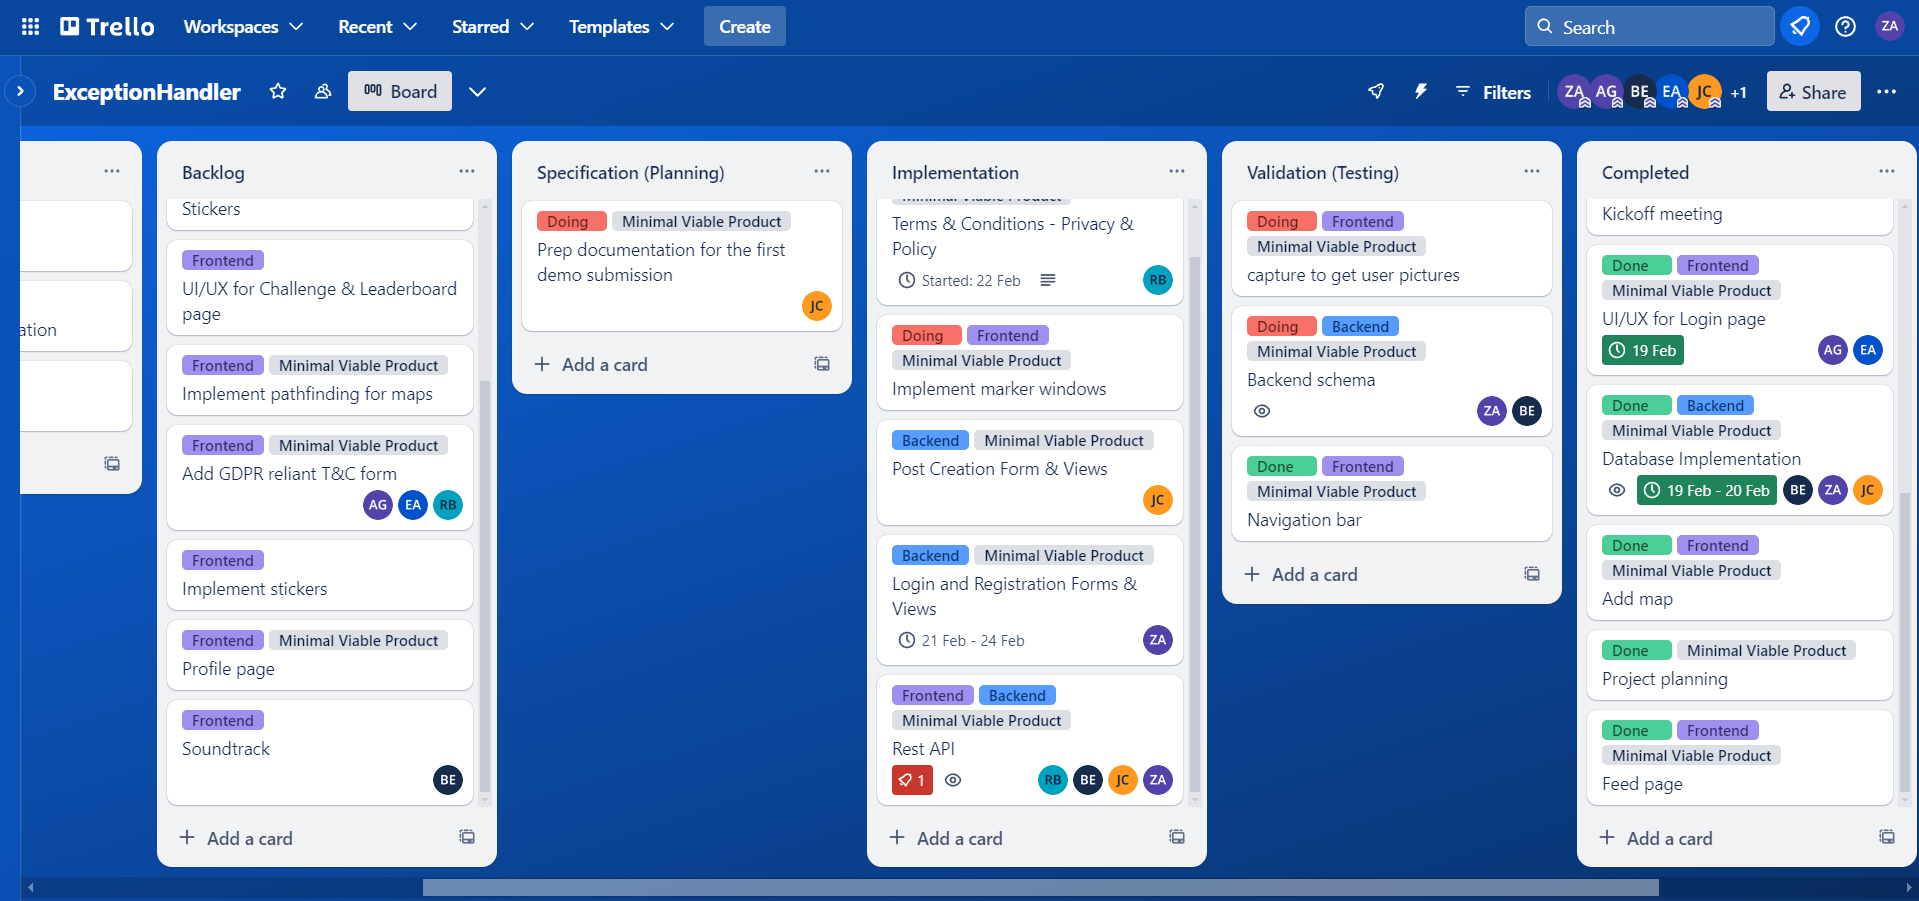 Trello
Workspaces
Recent
Starred
Templates
Create
Search
ZA
ExceptionHandler
Board
Filters
ZA
AG
BE
EA
JC
+1
Share
ation
Backlog
Stickers
Frontend
UI/UX for Challenge & Leaderboard
page
Frontend Minimal Viable Product
Implement pathfinding for maps
Frontend Minimal Viable Product
Add GDPR reliant T&C form
AG EA RB
Frontend
Implement stickers
Frontend Minimal Viable Product
Profile page
Frontend
Soundtrack
BE
Add a card
Specification (Planning)
Doing Minimal Viable Product
Prep documentation for the first
demo submission
JC
Add a card
Implementation
Minimal Viable Product
Terms & Conditions - Privacy &
Policy
Started: 22 Feb RB
Doing Frontend
Minimal Viable Product
Implement marker windows
Backend Minimal Viable Product
Post Creation Form & Views
JC
Backend Minimal Viable Product
Login and Registration Forms &
Views
21 Feb - 24 Feb ZA
Frontend Backend
Minimal Viable Product
Rest API
1 RB BE JC ZA
Add a card
Validation (Testing)
Doing Frontend
Minimal Viable Product
capture to get user pictures
Doing Backend
Minimal Viable Product
Backend schema
ZA BE
Done Frontend
Minimal Viable Product
Navigation bar
Add a card
Completed
Kickoff meeting
Done Frontend
Minimal Viable Product
UI/UX for Login page
19 Feb AG EA
Done Backend
Minimal Viable Product
Database Implementation
19 Feb - 20 Feb BE ZA JC
Done Frontend
Minimal Viable Product
Add map
Done Minimal Viable Product
Project planning
Done Frontend
Minimal Viable Product
Feed page
Add a card